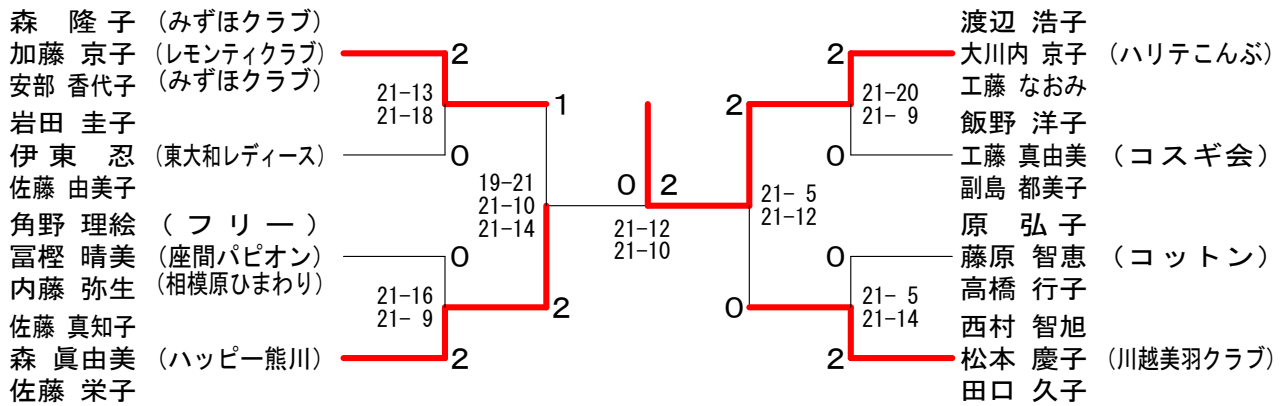 森 隆子 (みずほクラブ)
加藤 京子 (レモンティクラブ)
安部 香代子 (みずほクラブ)
2
21-13
21-18
1
岩田 圭子
伊東 忍 (東大和レディース)
佐藤 由美子
0
19-21
21-10
21-14
角野 理絵 (フリー)
冨樫 晴美 (座間パピオン)
内藤 弥生 (相模原ひまわり)
0
21-16
21- 9
2
佐藤 真知子
森 眞由美 (ハッピー熊川)
佐藤 栄子
2
0 2
21-12
21-10
渡辺 浩子
大川内 京子 (ハリテこんぶ)
工藤 なおみ
2
21-20
21- 9
2
飯野 洋子
工藤 真由美 (コスギ会)
副島 都美子
0
21- 5
21-12
原 弘子
藤原 智恵 (コットン)
高橋 行子
0
21- 5
21-14
0
西村 智旭
松本 慶子 (川越美羽クラブ)
田口 久子
2